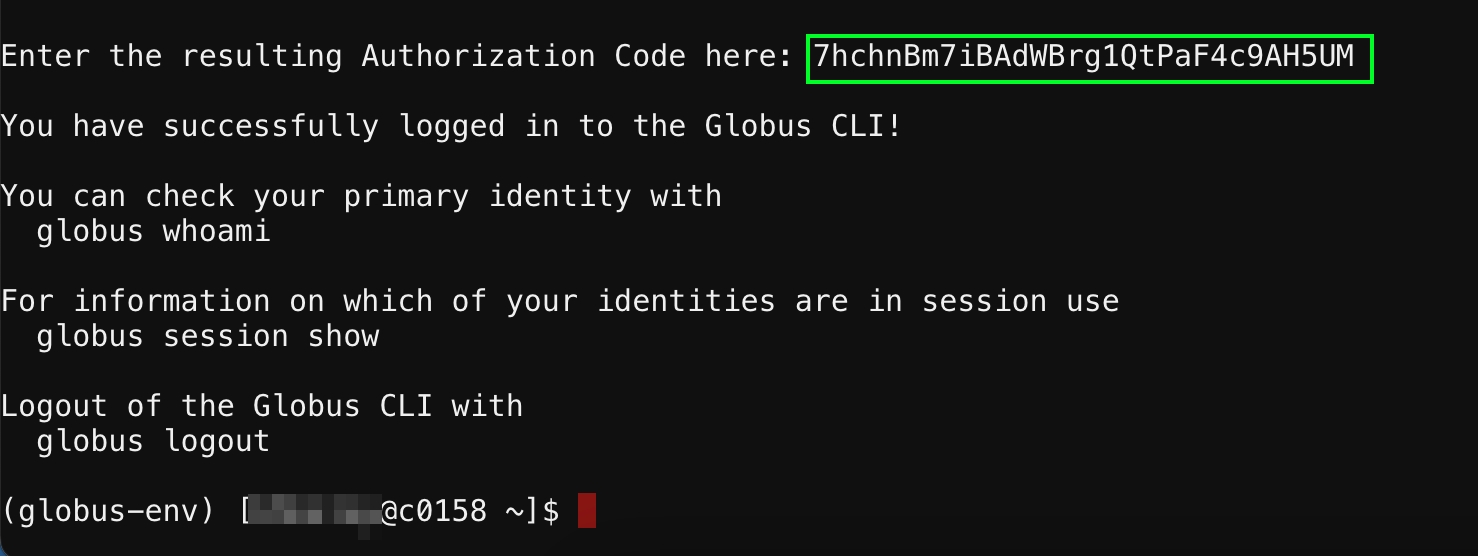 Enter the resulting Authorization Code here: 7hchnBm7iBAdWBrg1QtPaF4c9AH5UM
You have successfully logged in to the Globus CLI!
You can check your primary identity with
globus whoami
For information on which of your identities are in session use
globus session show
Logout of the Globus CLI with
globus logout
(globus-env) [@c0158 ~]$